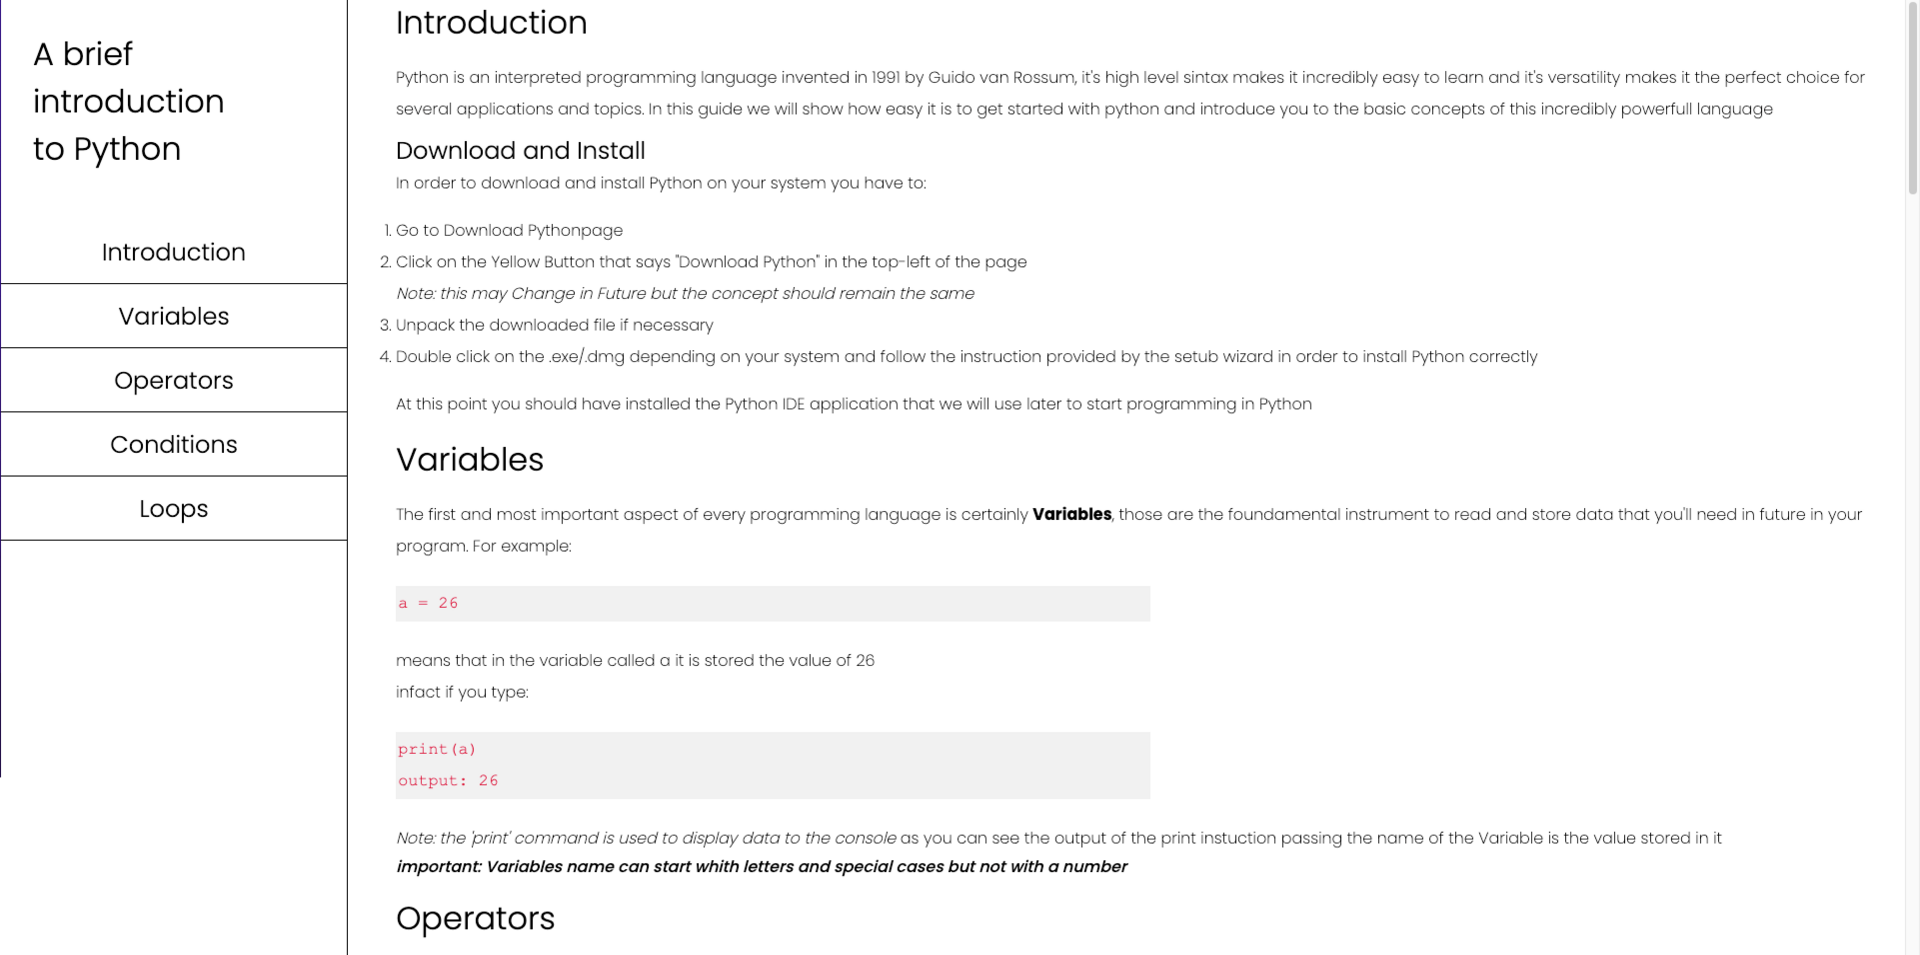 A brief
introduction
to Python
Introduction
Variables
Operators
Conditions
Loops
Introduction
Python is an interpreted programming language invented in 1991 by Guido van Rossum, it's high level sintax makes it incredibly easy to learn and it's versatility makes it the perfect choice for
several applications and topics. In this guide we will show how easy it is to get started with python and introduce you to the basic concepts of this incredibly powerfull language
Download and Install
In order to download and install Python on your system you have to:
1. Go to Download Pythonpage
2. Click on the Yellow Button that says "Download Python" in the top-left of the page
Note: this may Change in Future but the concept should remain the same
3. Unpack the downloaded file if necessary
4. Double click on the .exe/.dmg depending on your system and follow the instruction provided by the setub wizard in order to install Python correctly
At this point you should have installed the Python IDE application that we will use later to start programming in Python
Variables
The first and most important aspect of every programming language is certainly Variables, those are the foundamental instrument to read and store data that you'll need in future in your
program. For example:
a = 26
means that in the variable called a it is stored the value of 26
infact if you type:
print(a)
output: 26
Note: the 'print' command is used to display data to the console as you can see the output of the print instuction passing the name of the Variable is the value stored in it
important: Variables name can start whith letters and special cases but not with a number
Operators